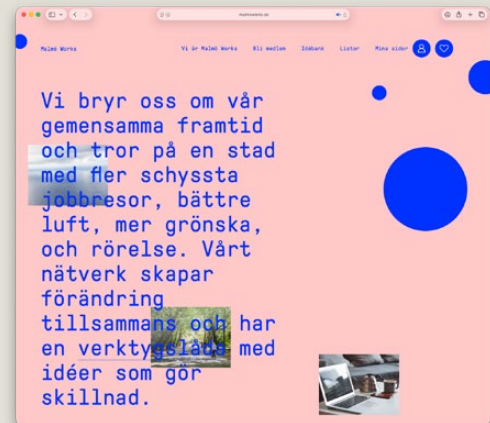 Malmö Works
Vi är Malmö Works
Bli medlem
Idébank
Listor
Mina sidor
Vi bryr oss om vår
gemensamma framtid
och tror på en stad
med fler schyssta
jobbresor, bättre
luft, mer grönska,
och rörelse. Vårt
nätverk skapar
förändring
tillsammans och har
en verktygslåda med
idéer som gör
skillnad.